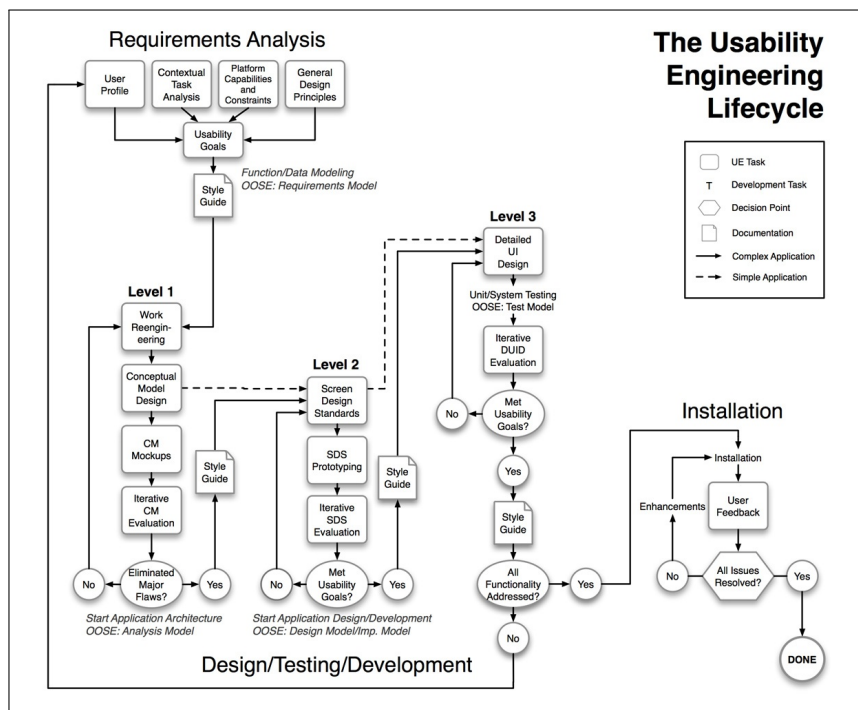 Requirements Analysis
The Usability
Engineering
Lifecycle
User
Profile
Contextual
Task
Analysis
Platform
Capabilities
and
Constraints
General
Design
Principles
Usability
Goals
Function/Data Modeling
OOSE: Requirements Model
Style
Guide
UE Task
T
Development Task
Decision Point
Documentation
Complex Application
Simple Application
Level 1
Work
Reengin-
eering
Conceptual
Model
Design
CM
Mockups
Iterative
CM
Evaluation
Eliminated
Major
Flaws?
No
Yes
Style
Guide
Start Application Architecture
OOSE: Analysis Model
Level 2
Screen
Design
Standards
SDS
Prototyping
Iterative
SDS
Evaluation
Met
Usability
Goals?
No
Yes
Style
Guide
Start Application Design/Development
OOSE: Design Model/Imp. Model
Level 3
Detailed
UI
Design
Unit/System Testing
OOSE: Test Model
Iterative
DUID
Evaluation
Met
Usability
Goals?
No
Yes
Style
Guide
All
Functionality
Addressed?
Yes
No
Design/Testing/Development
Installation
Installation
Enhancements
User
Feedback
All Issues
Resolved?
No
Yes
DONE